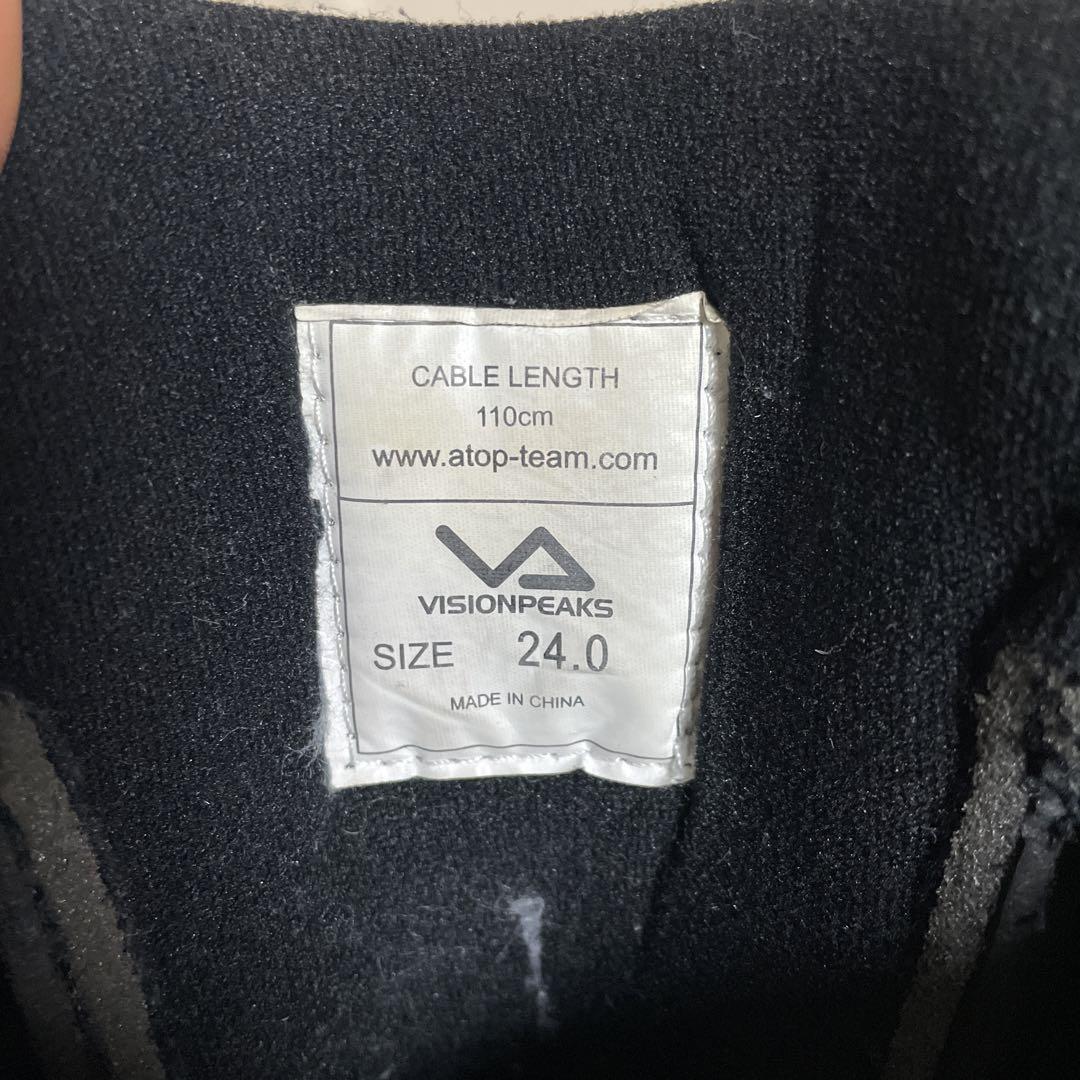 CABLE LENGTH
110cm
www.atop-team.com
VISIONPEAKS
SIZE 24.0
MADE IN CHINA